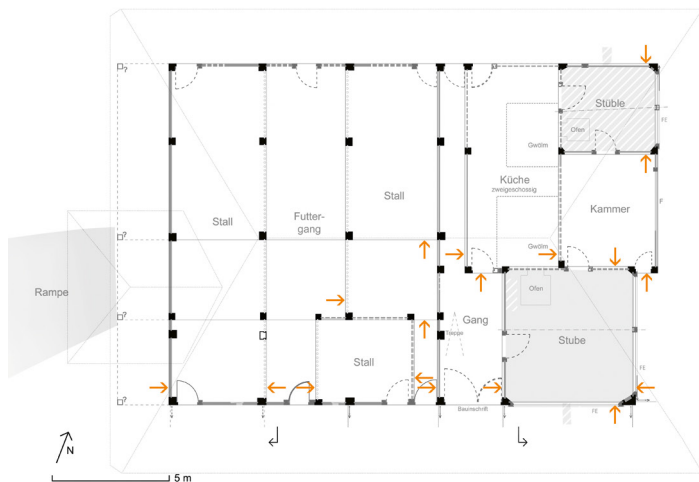 ?
Stüble
FE
Ofen
Gwölm
Küche
zweigeschossig
Stall
Kammer
F
Futter-
gang
Stall
?
Gwölm
Rampe
Ofen
Gang
?
Treppe
Stube
Stall
FE
?
Bauinschrift
FE
N
5 m